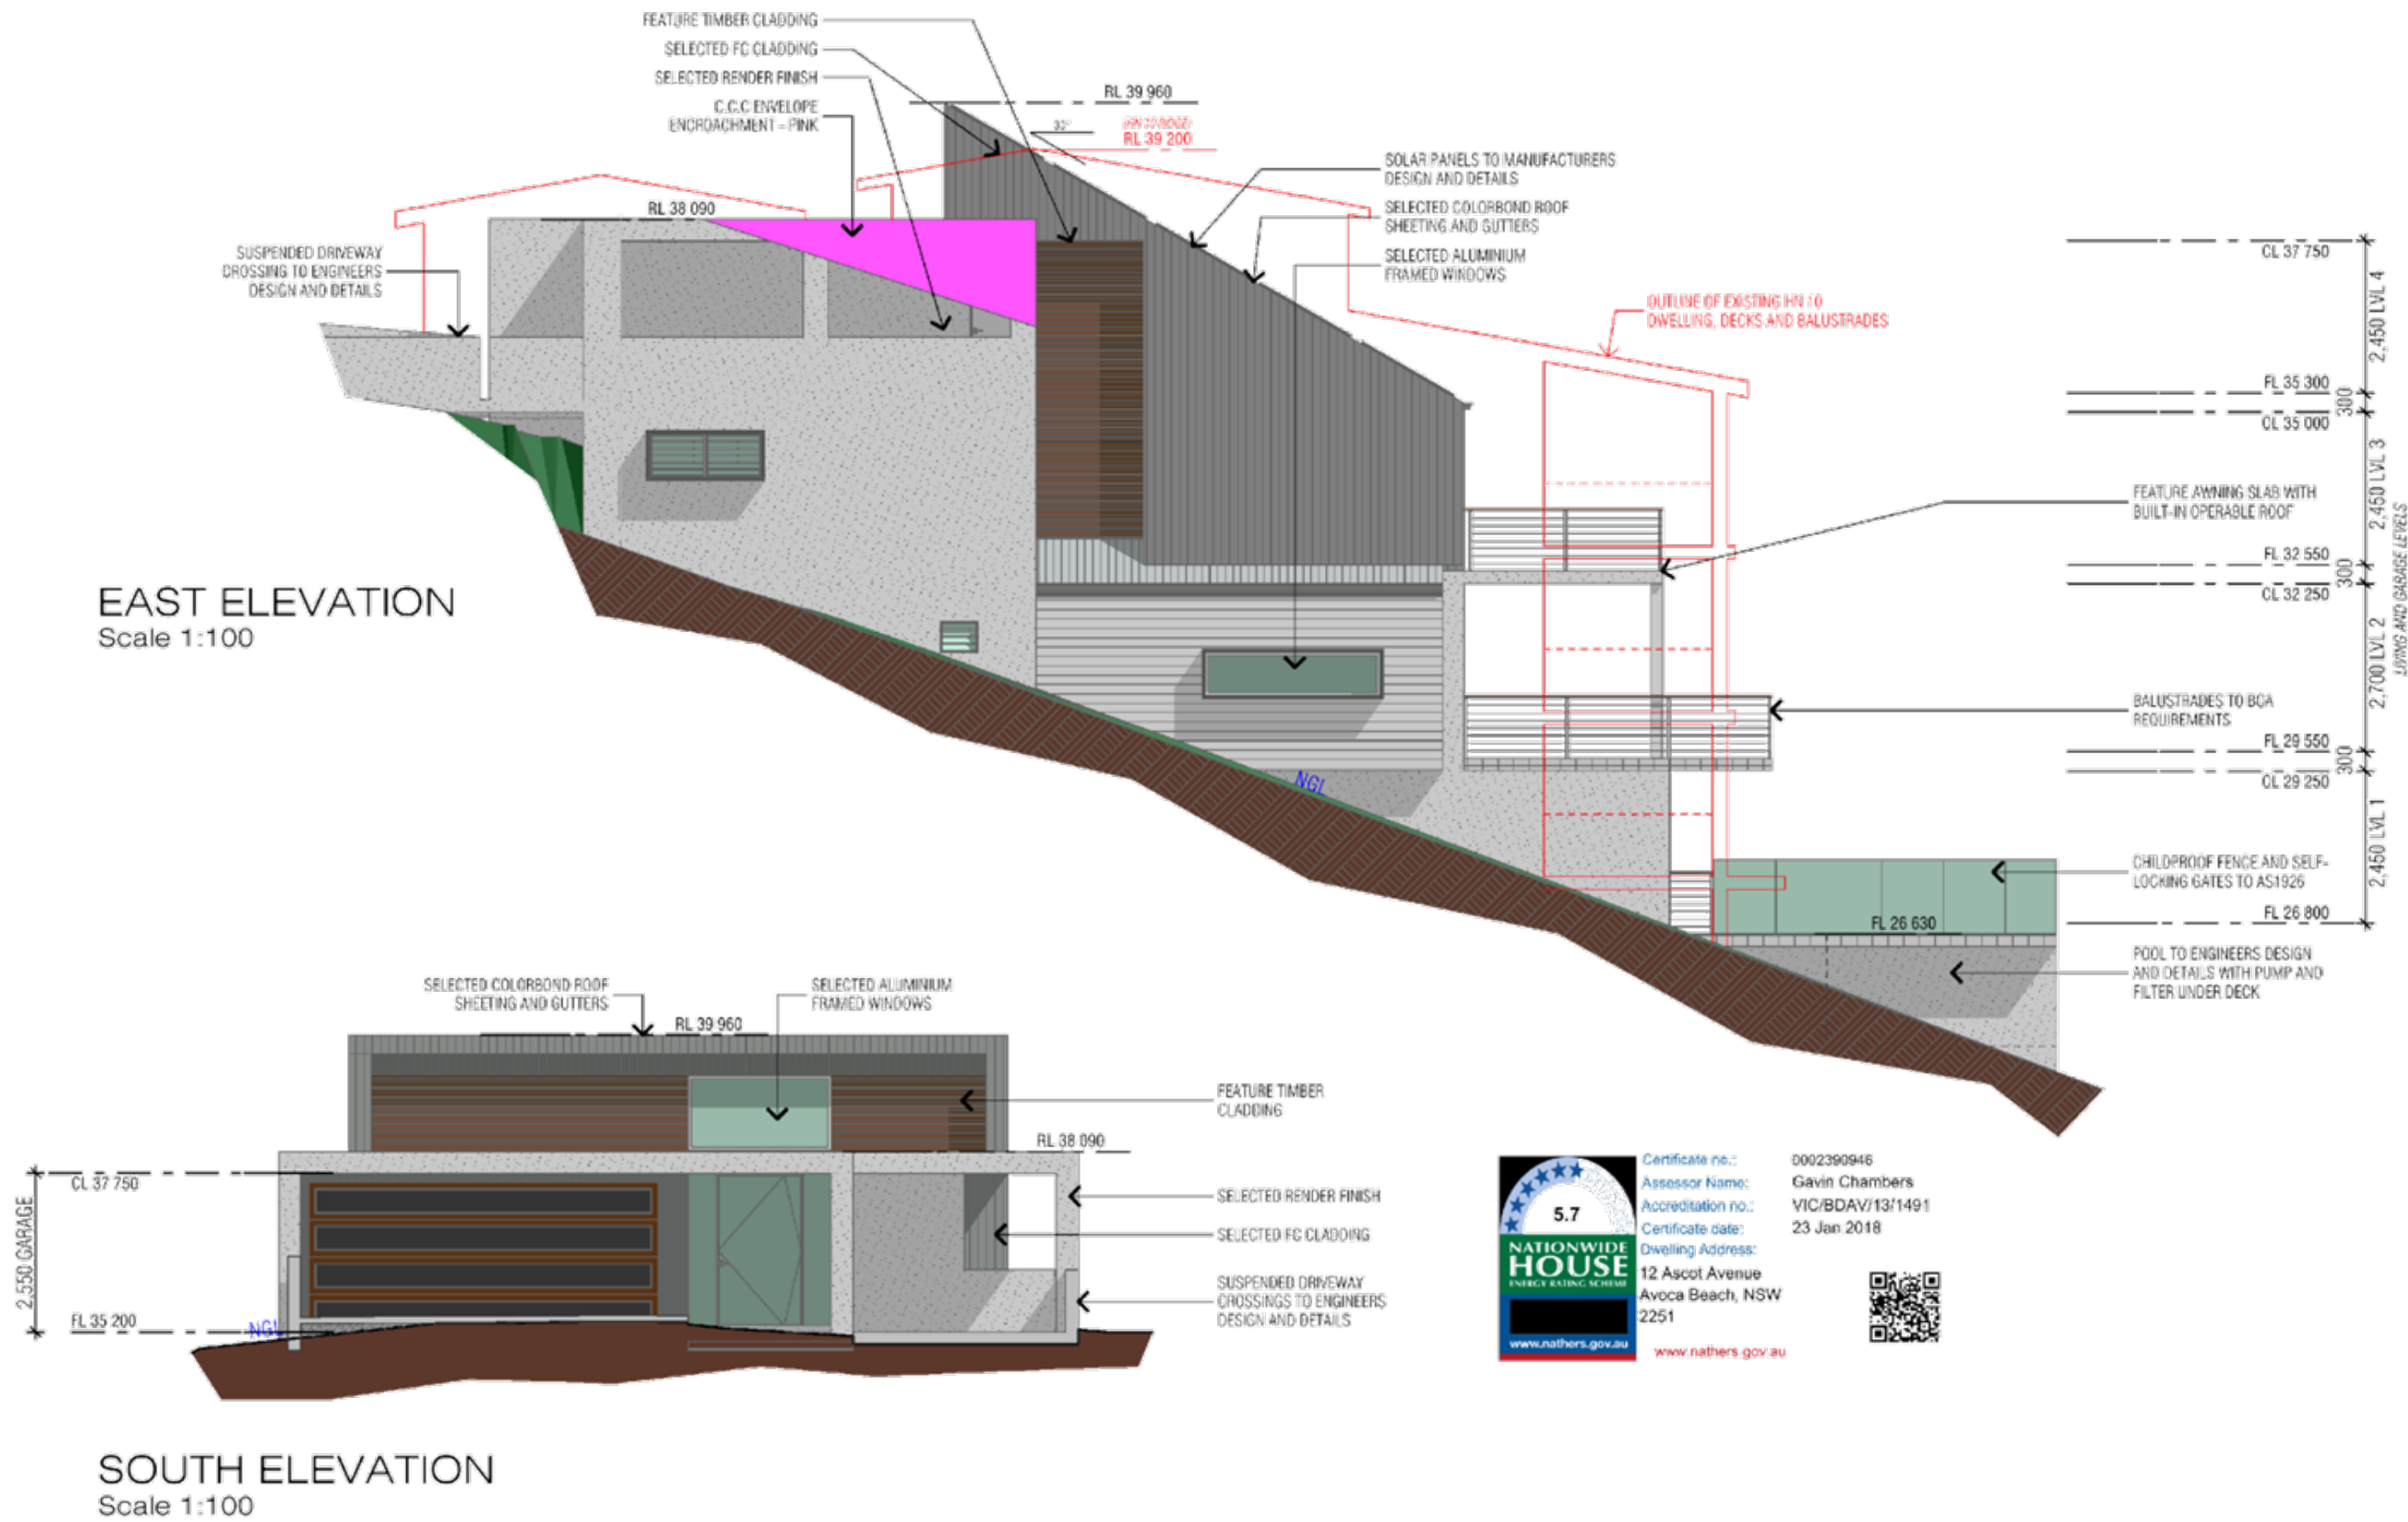 FEATURE TIMBER CLADDING
SELECTED FC CLADDING
SELECTED RENDER FINISH
C.C.C ENVELOPE
ENCROACHMENT = PINK
RL 39 960
30°
(HN 10 RIDGE)
RL 39 200
SOLAR PANELS TO MANUFACTURERS
DESIGN AND DETAILS
SELECTED COLORBOND ROOF
SHEETING AND GUTTERS
SELECTED ALUMINIUM
FRAMED WINDOWS
RL 38 090
SUSPENDED DRIVEWAY
CROSSING TO ENGINEERS
DESIGN AND DETAILS
OUTLINE OF EXISTING HN 10
DWELLING, DECKS AND BALUSTRADES
CL 37 750
2,450 LVL 4
FL 35 300
300
CL 35 000
2,450 LVL 3
FEATURE AWNING SLAB WITH
BUILT-IN OPERABLE ROOF
FL 32 550
300
CL 32 250
LIVING AND GARAGE LEVELS
2,700 LVL 2
BALUSTRADES TO BCA
REQUIREMENTS
FL 29 550
300
CL 29 250
2,450 LVL 1
NGL
CHILDPROOF FENCE AND SELF-
LOCKING GATES TO AS1926
FL 26 800
FL 26 630
POOL TO ENGINEERS DESIGN
AND DETAILS WITH PUMP AND
FILTER UNDER DECK
EAST ELEVATION
Scale 1:100
SELECTED COLORBOND ROOF
SHEETING AND GUTTERS
SELECTED ALUMINIUM
FRAMED WINDOWS
RL 39 960
FEATURE TIMBER
CLADDING
RL 38 090
CL 37 750
2,550 GARAGE
FL 35 200
NGL
SELECTED RENDER FINISH
SELECTED FC CLADDING
SUSPENDED DRIVEWAY
CROSSINGS TO ENGINEERS
DESIGN AND DETAILS
SOUTH ELEVATION
Scale 1:100
5.7
NATIONWIDE
HOUSE
ENERGY RATING SCHEME
www.nathers.gov.au
Certificate no.: 0002390946
Assessor Name: Gavin Chambers
Accreditation no.: VIC/BDAV/13/1491
Certificate date: 23 Jan 2018
Dwelling Address:
12 Ascot Avenue
Avoca Beach, NSW
2251
www.nathers.gov.au